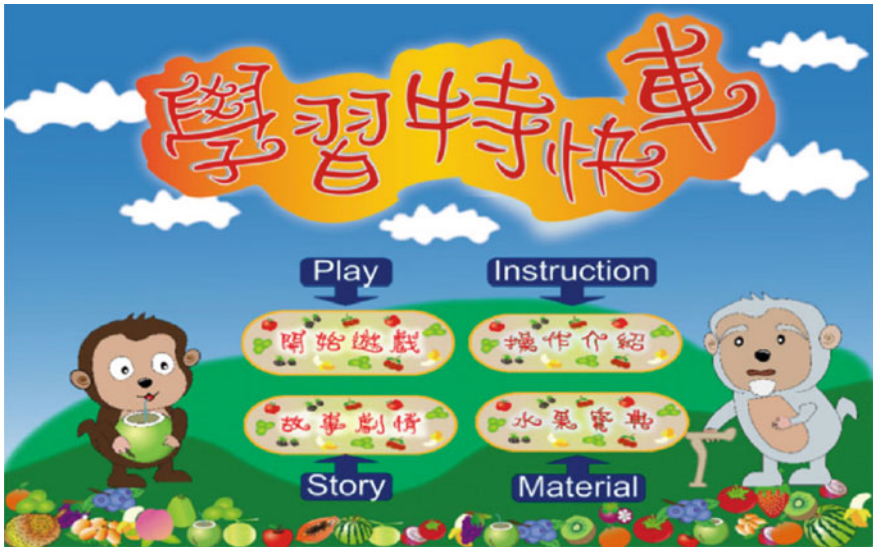 學習特快車
Play
Instruction
開始遊戲
操作介紹
故事劇情
水果寶典
Story
Material